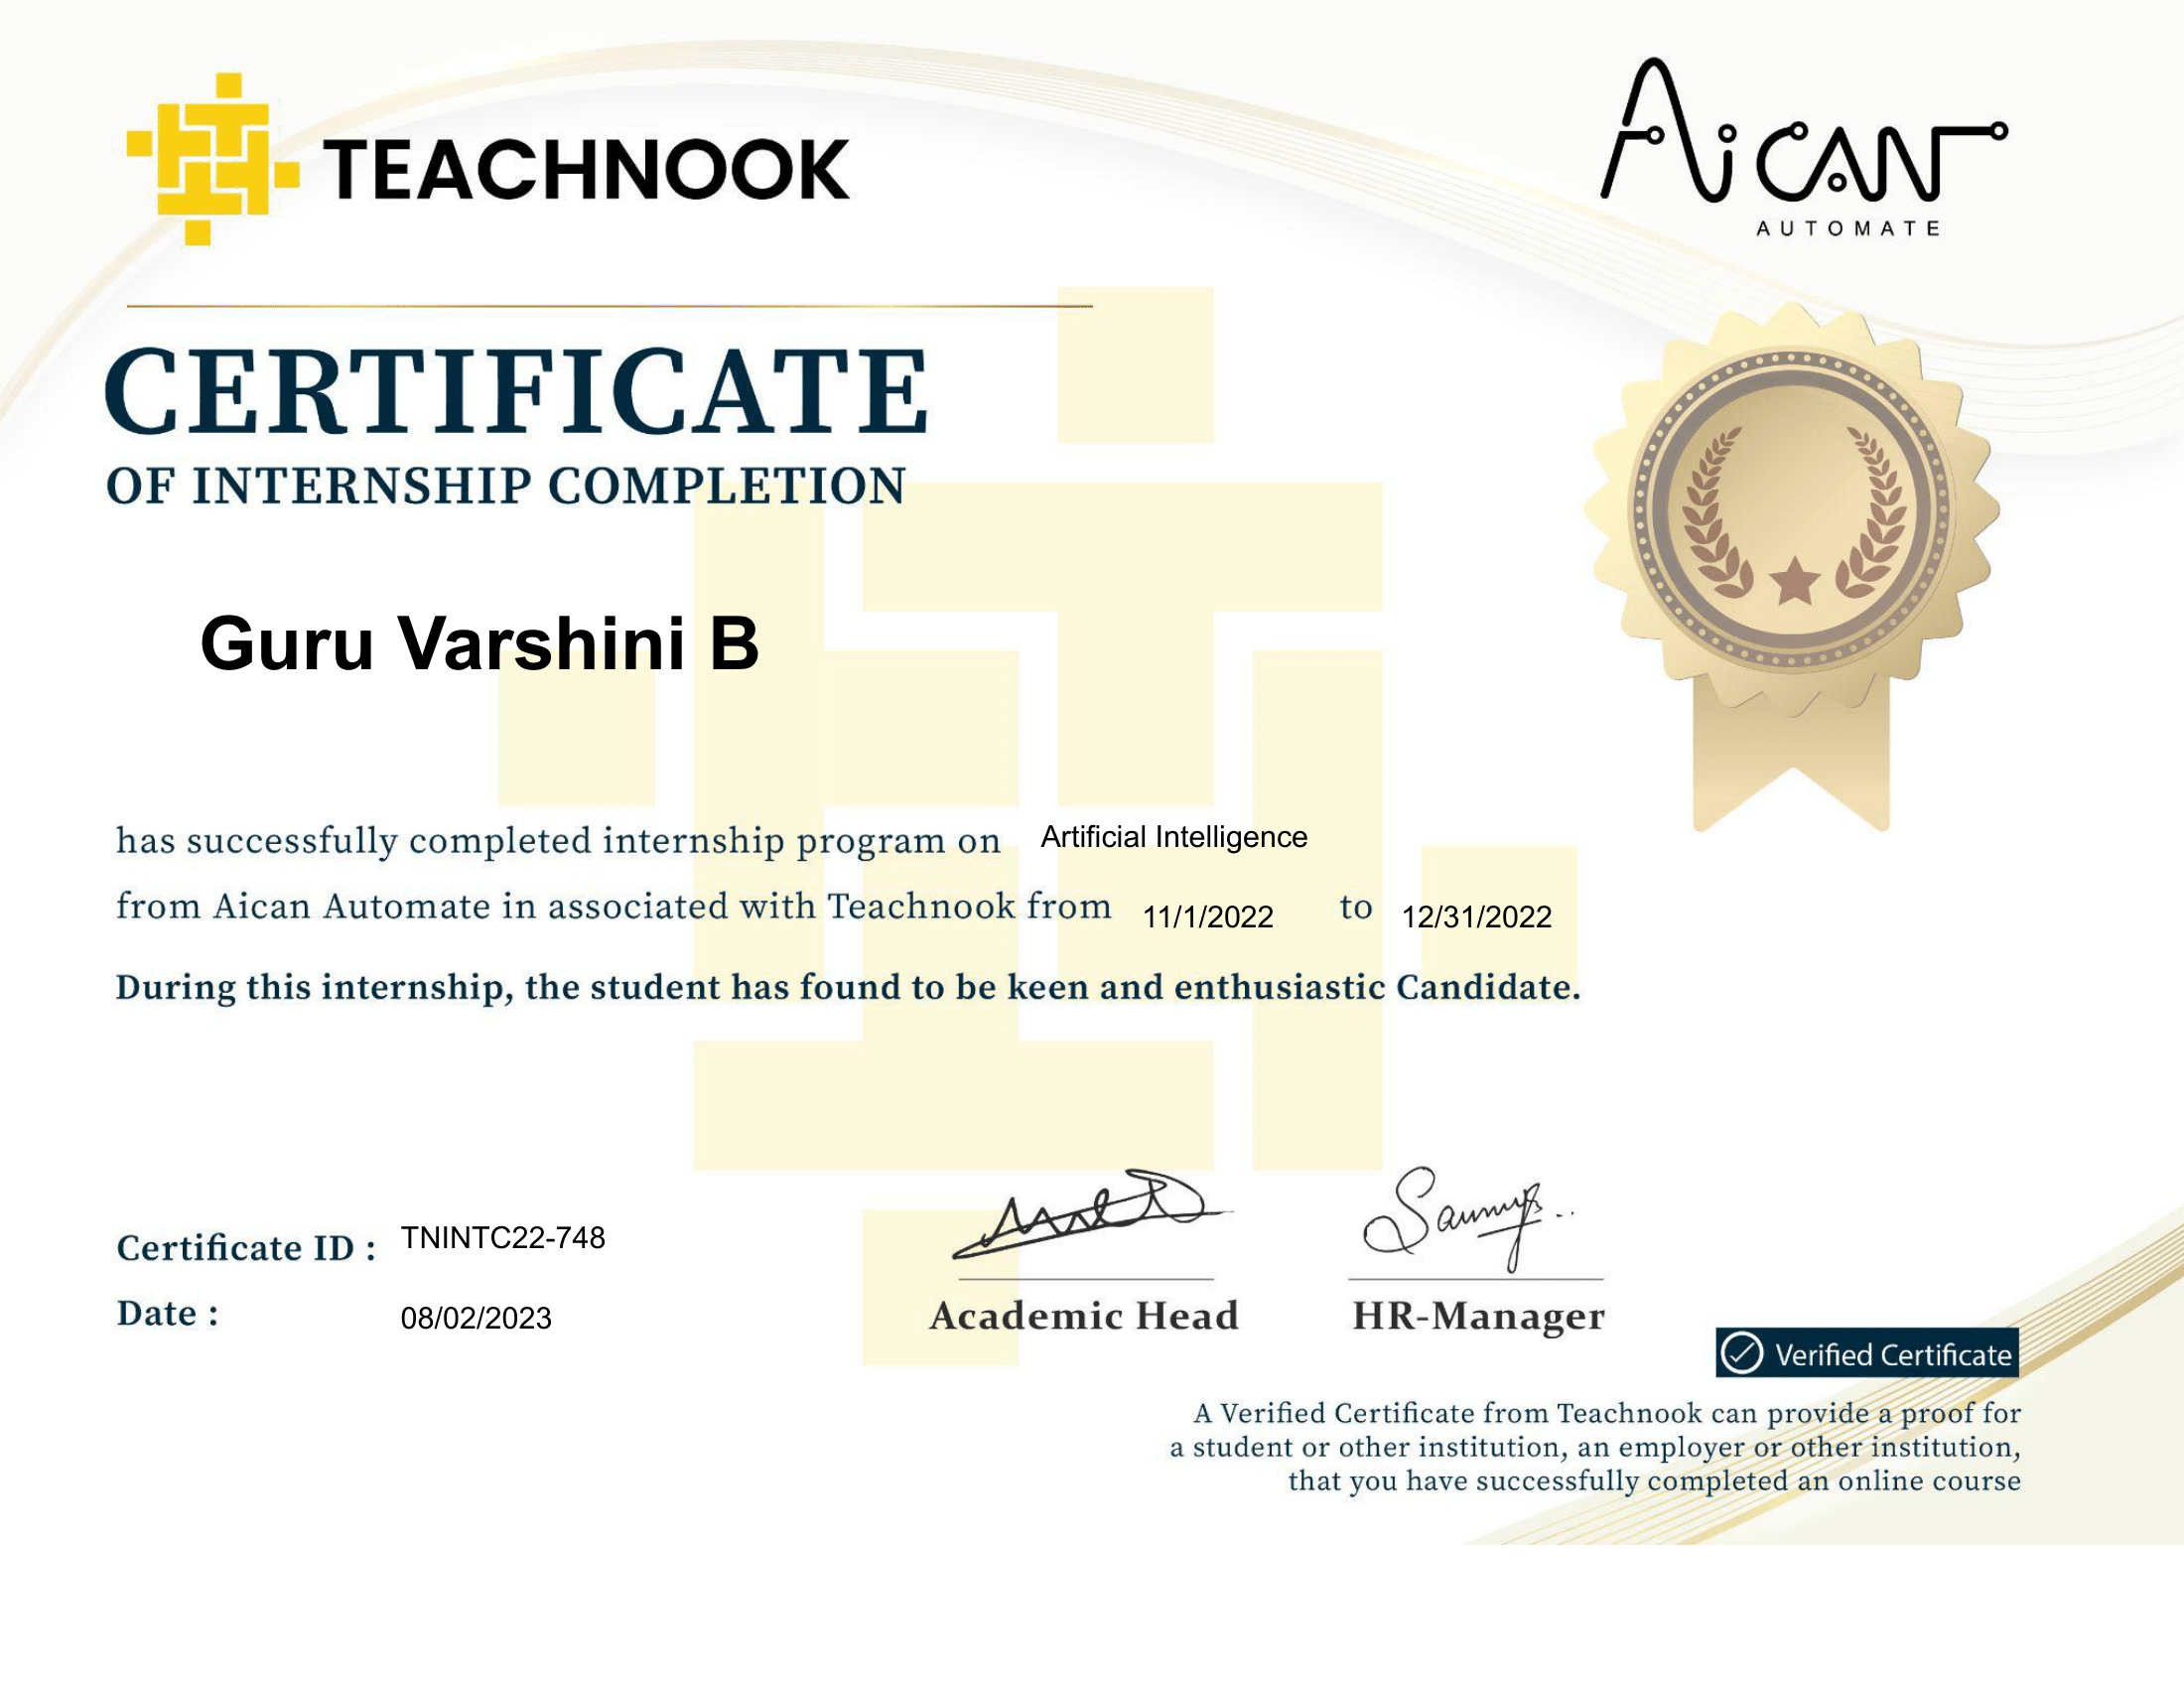 TEACHNOOK
AiCAN
AUTOMATE
CERTIFICATE
OF INTERNSHIP COMPLETION
Guru Varshini B
has successfully completed internship program on Artificial Intelligence
from Aican Automate in associated with Teachnook from 11/1/2022 to 12/31/2022
During this internship, the student has found to be keen and enthusiastic Candidate.
Certificate ID : TNINTC22-748
Date : 08/02/2023
Academic Head
HR-Manager
Verified Certificate
A Verified Certificate from Teachnook can provide a proof for
a student or other institution, an employer or other institution,
that you have successfully completed an online course